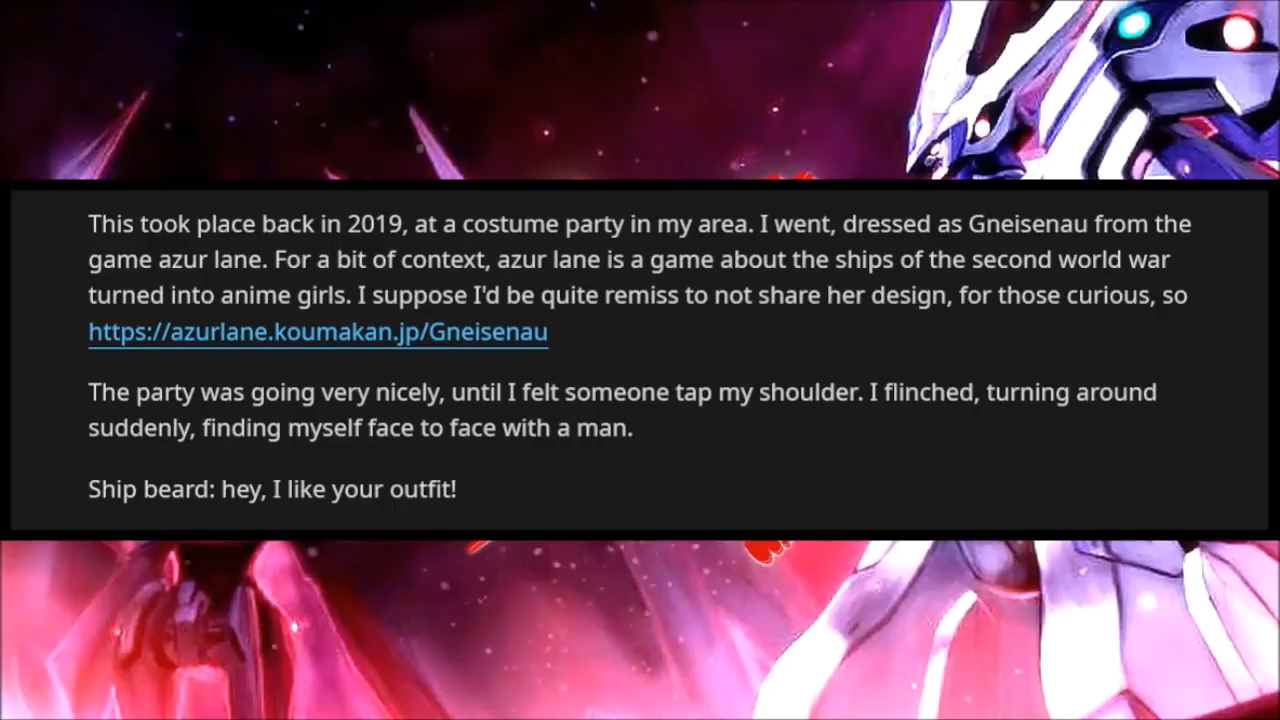 This took place back in 2019, at a costume party in my area. I went, dressed as Gneisenau from the
game azur lane. For a bit of context, azur lane is a game about the ships of the second world war
turned into anime girls. I suppose I'd be quite remiss to not share her design, for those curious, so
https://azurlane.koumakan.jp/Gneisenau
The party was going very nicely, until I felt someone tap my shoulder. I flinched, turning around
suddenly, finding myself face to face with a man.
Ship beard: hey, I like your outfit!